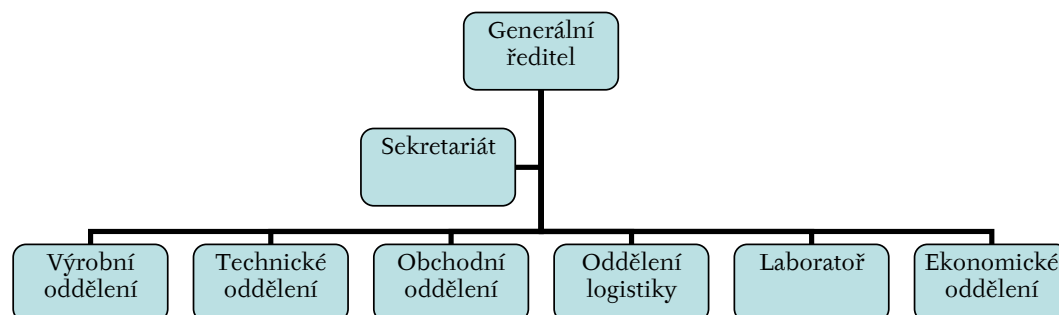 Generální
ředitel
Sekretariát
Výrobní
oddělení
Technické
oddělení
Obchodní
oddělení
Oddělení
logistiky
Laboratoř
Ekonomické
oddělení